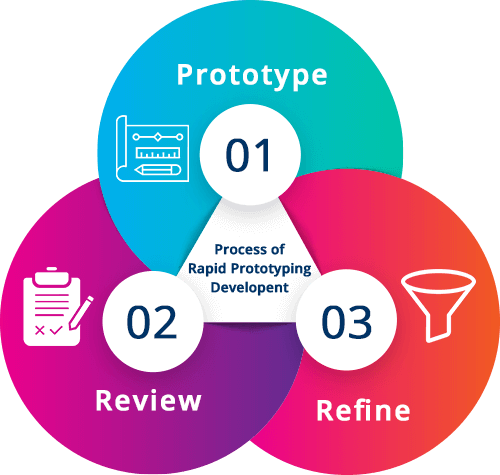 Prototype
01
Process of
Rapid Prototyping
Developent
02
03
Review
Refine